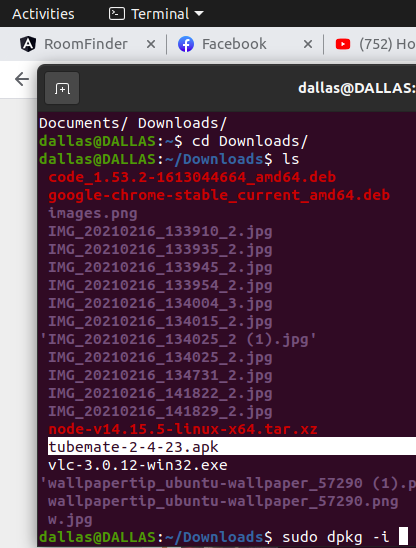 Activities Terminal
RoomFinder × Facebook × (752) Ho
dallas@DALLAS:
Documents/ Downloads/
dallas@DALLAS:~$ cd Downloads/
dallas@DALLAS:~/Downloads$ ls
code_1.53.2-1613044664_amd64.deb
google-chrome-stable_current_amd64.deb
images.png
IMG_20210216_133910_2.jpg
IMG_20210216_133935_2.jpg
IMG_20210216_133945_2.jpg
IMG_20210216_133954_2.jpg
IMG_20210216_134004_3.jpg
IMG_20210216_134015_2.jpg
'IMG_20210216_134025_2 (1).jpg'
IMG_20210216_134025_2.jpg
IMG_20210216_134731_2.jpg
IMG_20210216_141822_2.jpg
IMG_20210216_141829_2.jpg
node-v14.15.5-linux-x64.tar.xz
tubemate-2-4-23.apk
vlc-3.0.12-win32.exe
'wallpapertip_ubuntu-wallpaper_57290 (1).p
wallpapertip_ubuntu-wallpaper_57290.png
w.jpg
dallas@DALLAS:~/Downloads$ sudo dpkg -i